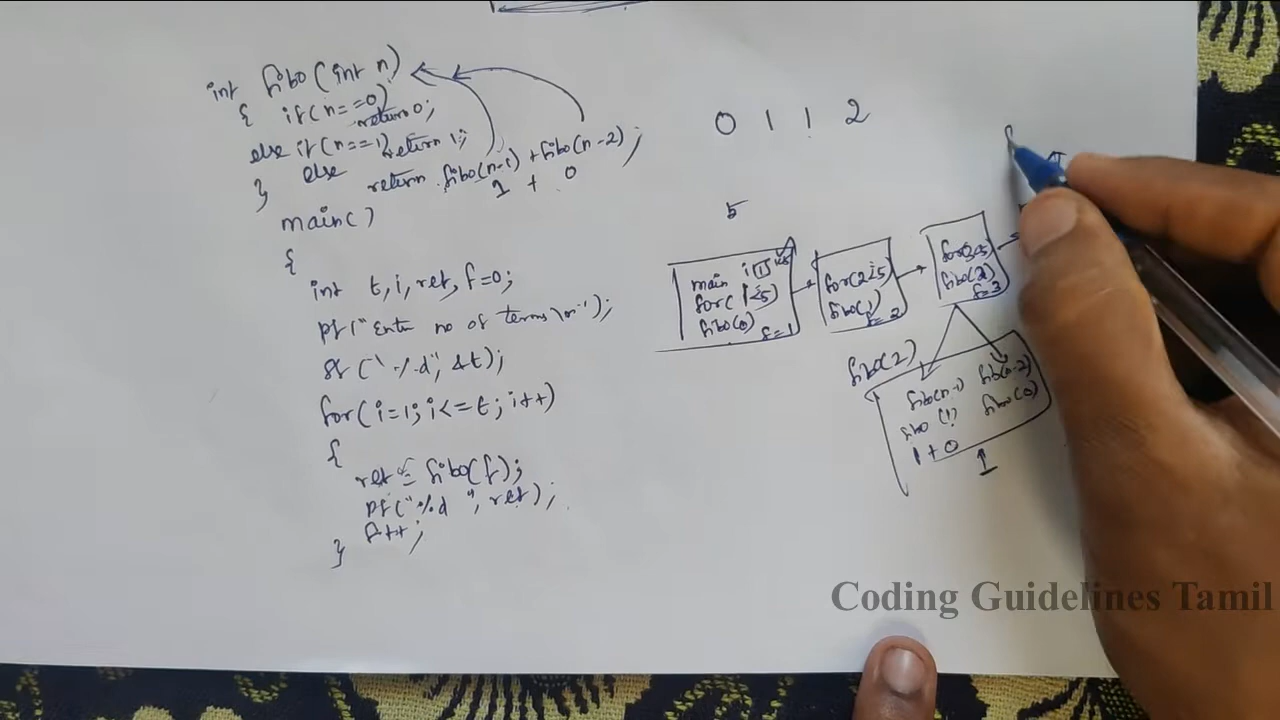 int fibo(int n)
{ if(n==0)
return 0;
else if(n==1) return 1;
} else
return fibo(n-1) + fibo(n-2);
1 + 0
main()
{
int t,i,ret,f=0;
pf("Enter no of terms\n");
sf("%d",&t);
for(i=1;i<=t;i++)
{
ret = fibo(f);
pf("%d ",ret);
f++;
}
0 1 1 2
5
main i 1
for(1≤5)
fibo(0) f=1
for(2≤5)
fibo(1)
f=2
for(3≤5)
fibo(2)
f=3
fibo(2)
fibo(n-1) fibo(n-2)
fibo (1) fibo(0)
1+0
1
Coding Guidelines Tamil